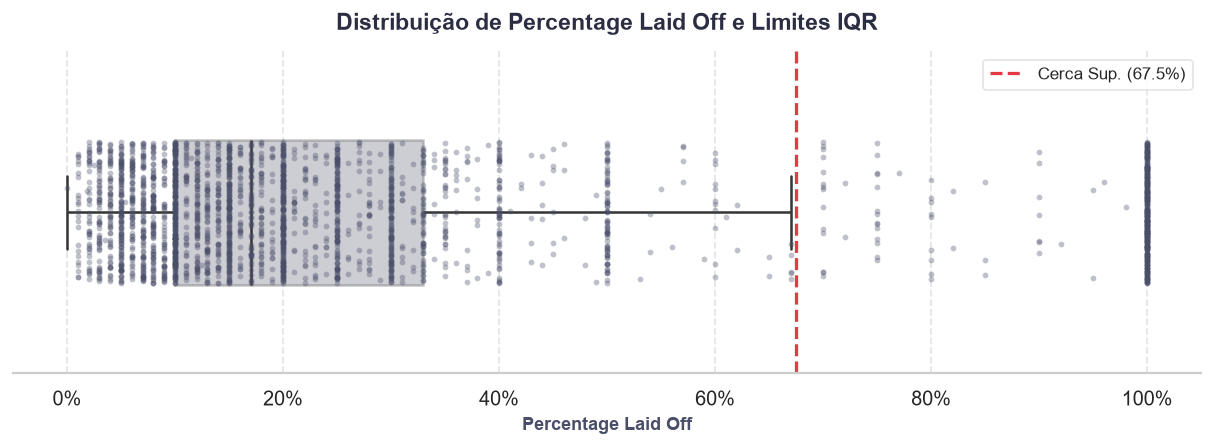 Distribuição de Percentage Laid Off e Limites IQR
Cerca Sup. (67.5%)
0% 20% 40% 60% 80% 100%
Percentage Laid Off